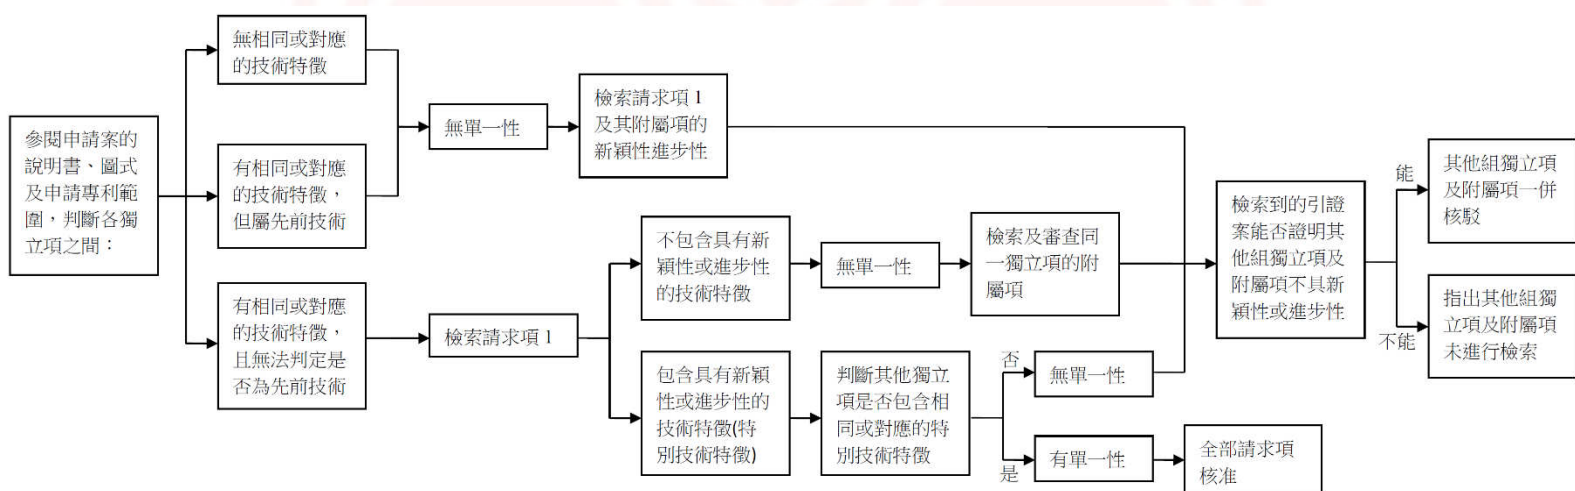 參閱申請案的
說明書、圖式
及申請專利範
圍，判斷各獨
立項之間：
無相同或對應
的技術特徵
有相同或對應
的技術特徵，
但屬先前技術
有相同或對應
的技術特徵，
且無法判定是
否為先前技術
無單一性
檢索請求項 1
及其附屬項的
新穎性進步性
檢索請求項 1
不包含具有新
穎性或進步性
的技術特徵
無單一性
檢索及審查同
一獨立項的附
屬項
包含具有新穎
性或進步性的
技術特徵(特
別技術特徵)
判斷其他獨立
項是否包含相
同或對應的特
別技術特徵
否
無單一性
是
有單一性
全部請求項
核准
檢索到的引證
案能否證明其
他組獨立項及
附屬項不具新
穎性或進步性
能
其他組獨立項
及附屬項一併
核駁
不能
指出其他組獨
立項及附屬項
未進行檢索